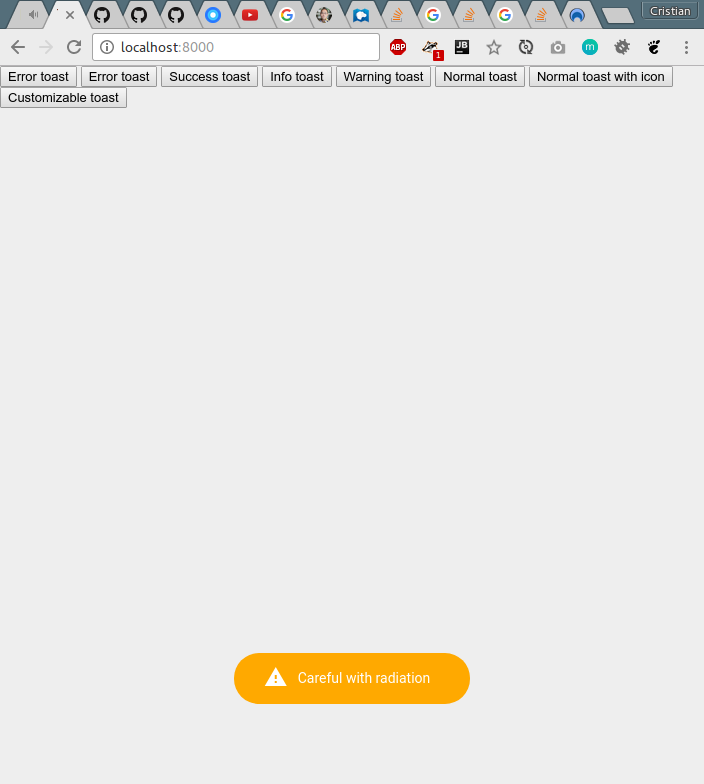 Cristian
localhost:8000
ABP
1
JB
m
Error toast Error toast Success toast Info toast Warning toast Normal toast Normal toast with icon
Customizable toast
Careful with radiation